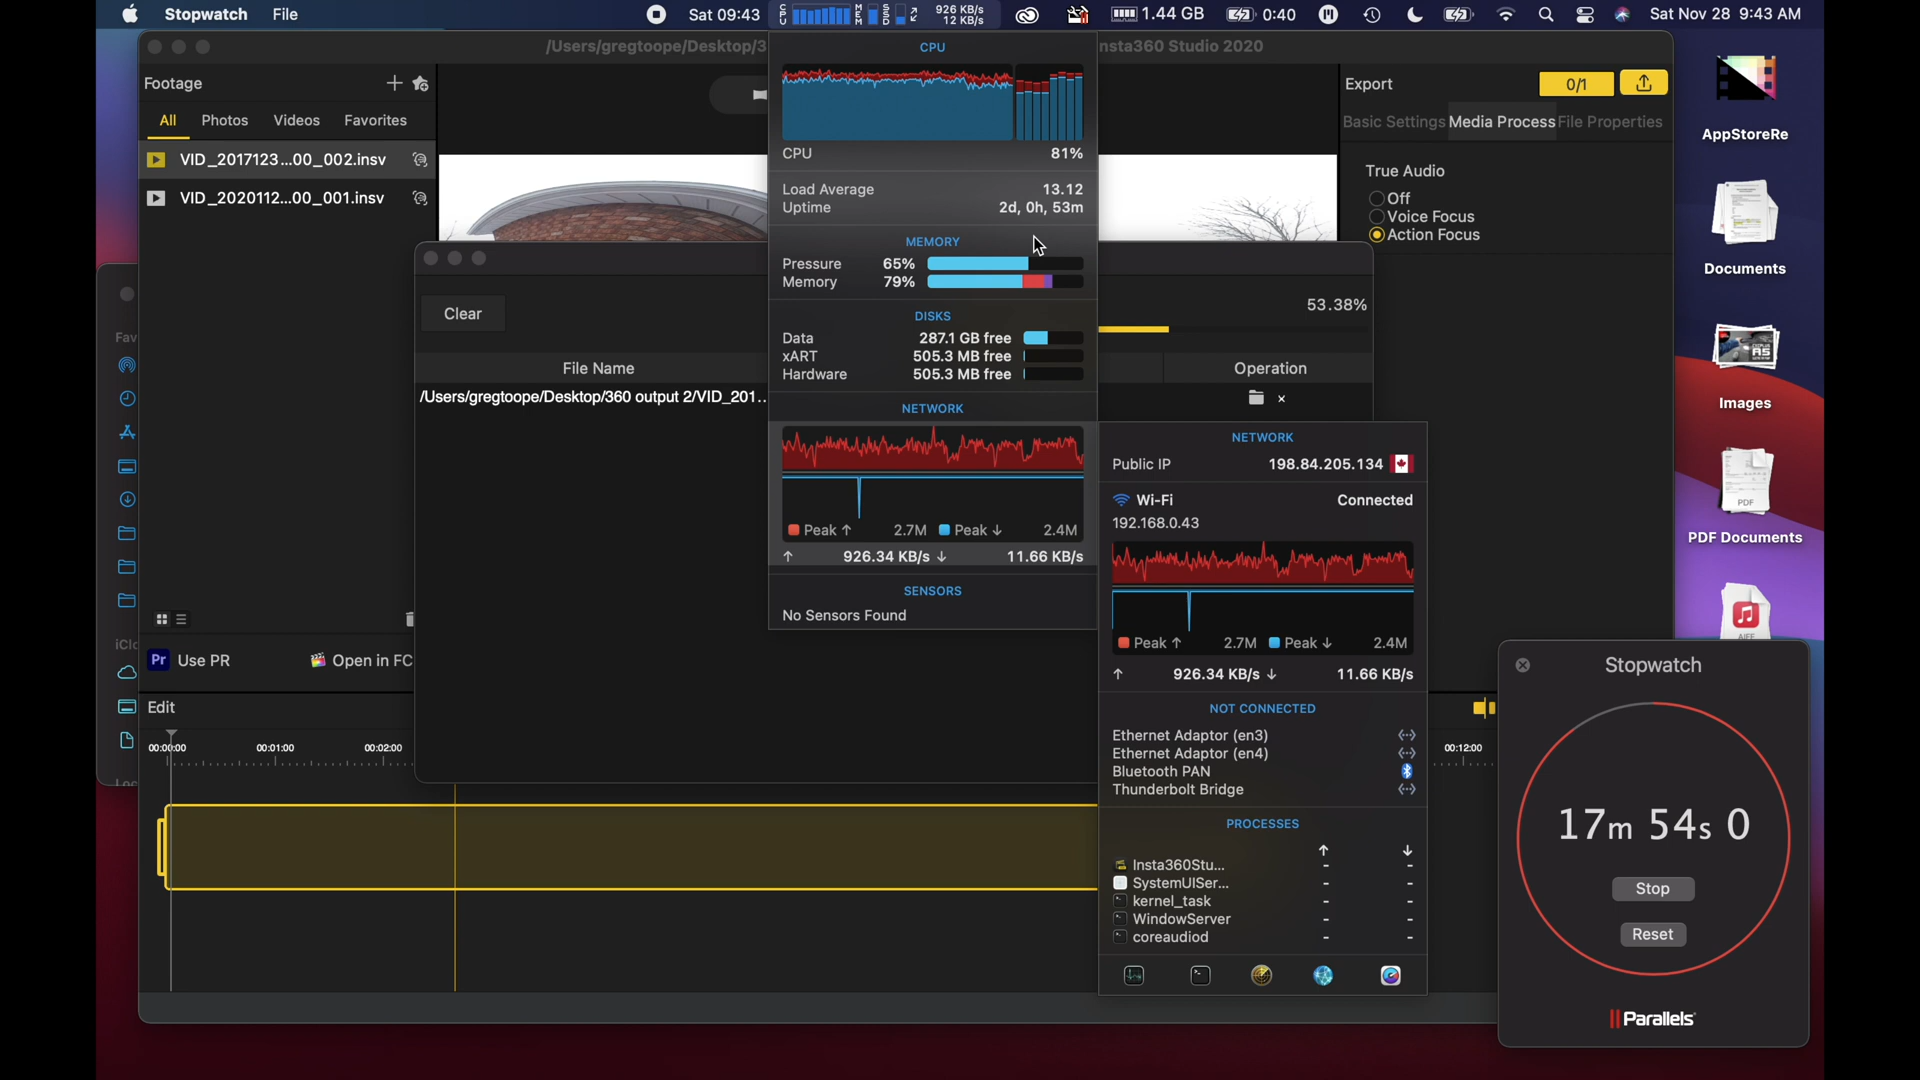 Stopwatch File Sat 09:43 CPU MEM SSD 926 KB/s 12 KB/s 1.44 GB 0:40 Sat Nov 28 9:43 AM
/Users/gregtoope/Desktop/3 nsta360 Studio 2020
Footage
All Photos Videos Favorites
VID_2017123...00_002.insv
VID_2020112...00_001.insv
Export 0/1
Basic Settings Media Process File Properties
True Audio
Off
Voice Focus
Action Focus
CPU
CPU 81%
Load Average 13.12
Uptime 2d, 0h, 53m
MEMORY
Pressure 65%
Memory 79%
DISKS
Data 287.1 GB free
xART 505.3 MB free
Hardware 505.3 MB free
NETWORK
Peak ↑ 2.7M Peak ↓ 2.4M
↑ 926.34 KB/s ↓ 11.66 KB/s
SENSORS
No Sensors Found
Clear
53.38%
File Name Operation
/Users/gregtoope/Desktop/360 output 2/VID_201...
NETWORK
Public IP 198.84.205.134
Wi-Fi Connected
192.168.0.43
Peak ↑ 2.7M Peak ↓ 2.4M
↑ 926.34 KB/s ↓ 11.66 KB/s
NOT CONNECTED
Ethernet Adaptor (en3)
Ethernet Adaptor (en4)
Bluetooth PAN
Thunderbolt Bridge
PROCESSES
↑ ↓
Insta360Stu... - -
SystemUISer... - -
kernel_task - -
WindowServer - -
coreaudiod - -
Fav
iClo
Loc
Pr Use PR Open in FC
Edit
00:00:00 00:01:00 00:02:00 00:12:00
AppStoreRe
Documents
Images
PDF
PDF Documents
AIFF
Stopwatch
17m 54s 0
Stop
Reset
Parallels